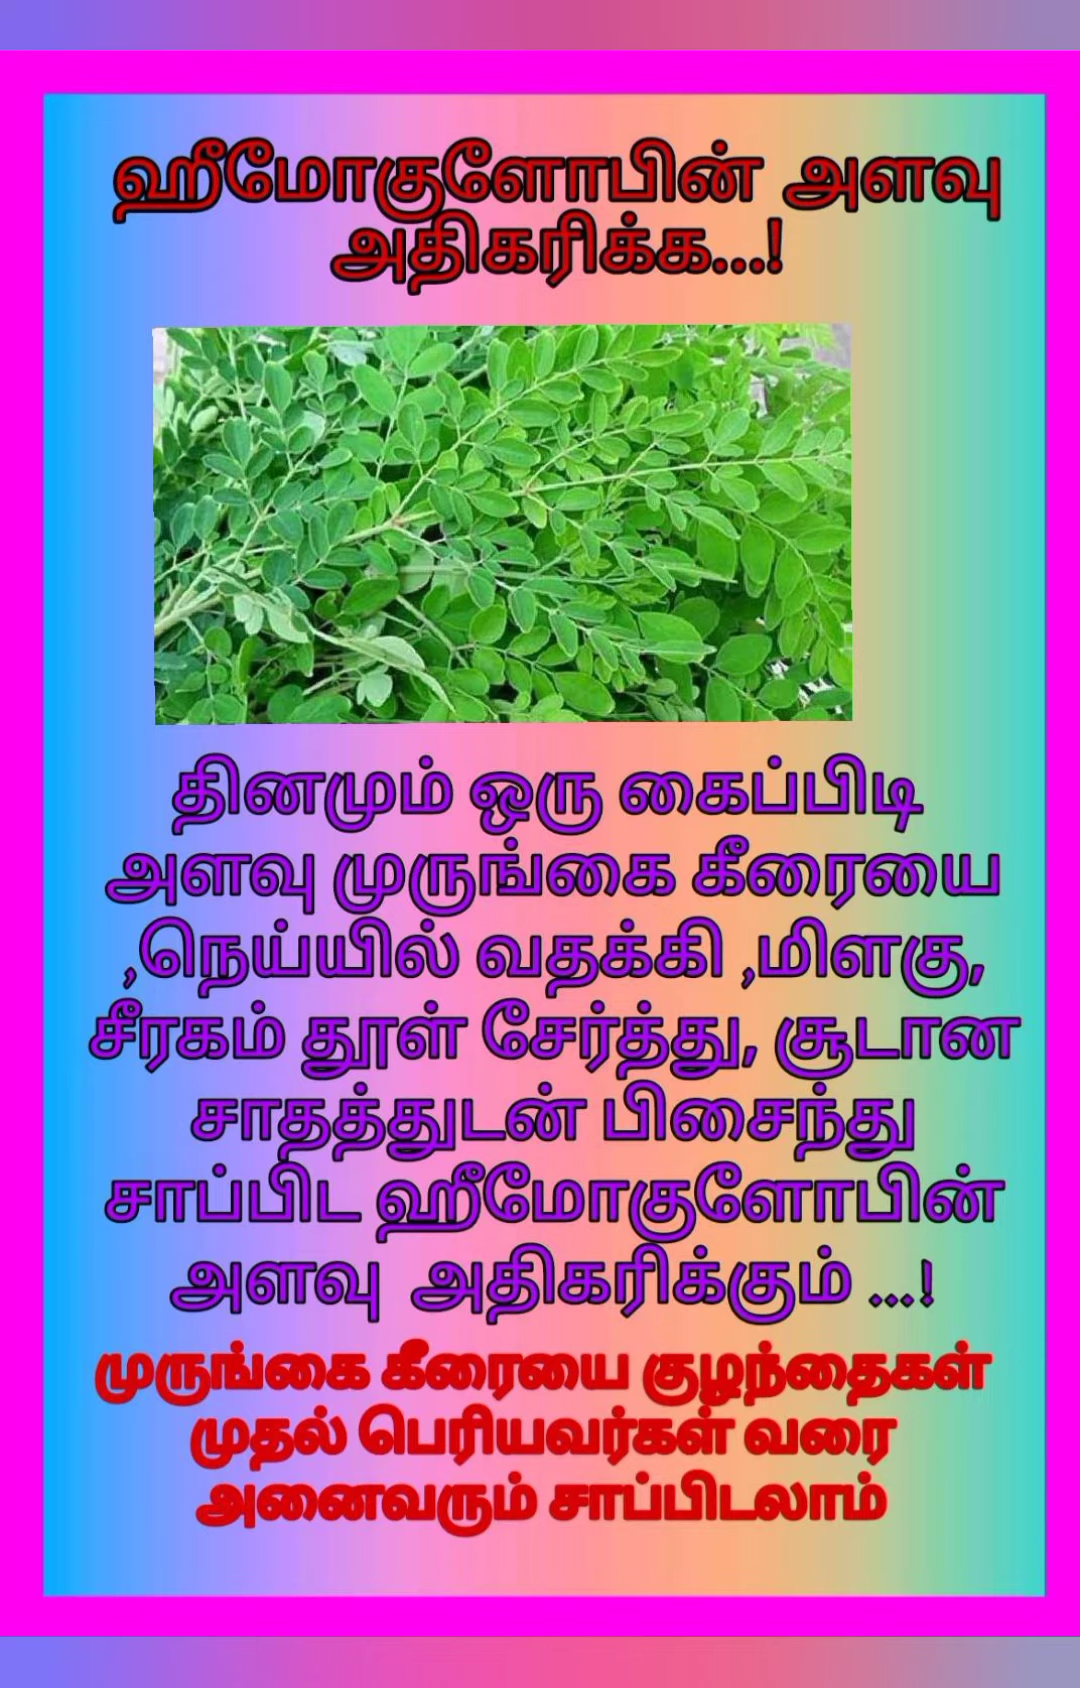 ஹீமோகுளோபின் அளவு
அதிகரிக்க...!
தினமும் ஒரு கைப்பிடி
அளவு முருங்கை கீரையை
,நெய்யில் வதக்கி ,மிளகு,
சீரகம் தூள் சேர்த்து, சூடான
சாதத்துடன் பிசைந்து
சாப்பிட ஹீமோகுளோபின்
அளவு அதிகரிக்கும் ...!
முருங்கை கீரையை குழந்தைகள்
முதல் பெரியவர்கள் வரை
அனைவரும் சாப்பிடலாம்